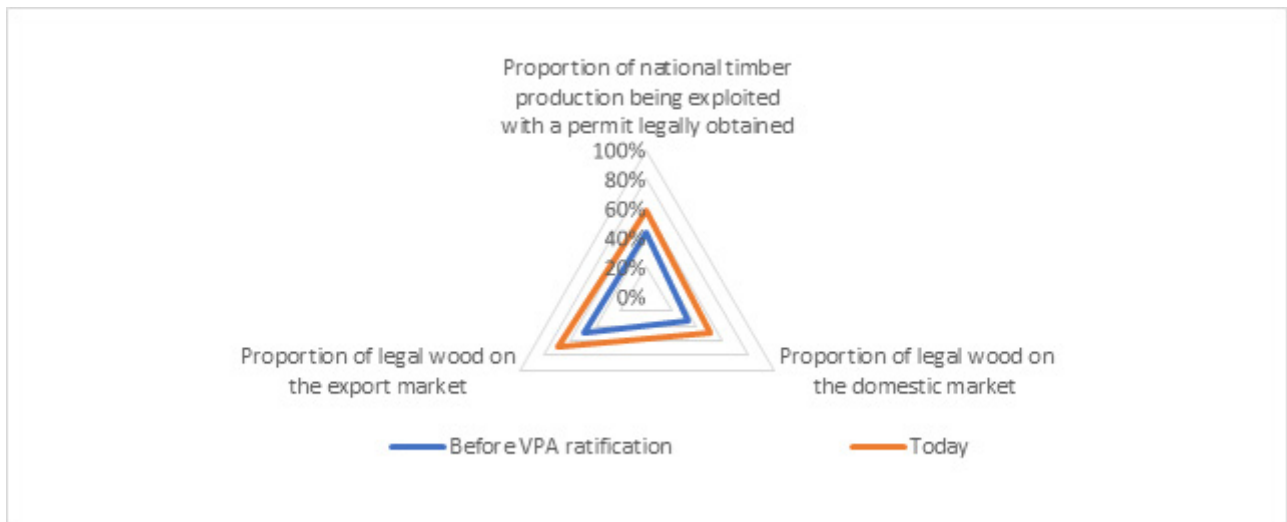 Proportion of national timber
production being exploited
with a permit legally obtained
100%
80%
60%
40%
20%
0%
Proportion of legal wood on
the export market
Proportion of legal wood on
the domestic market
Before VPA ratification
Today